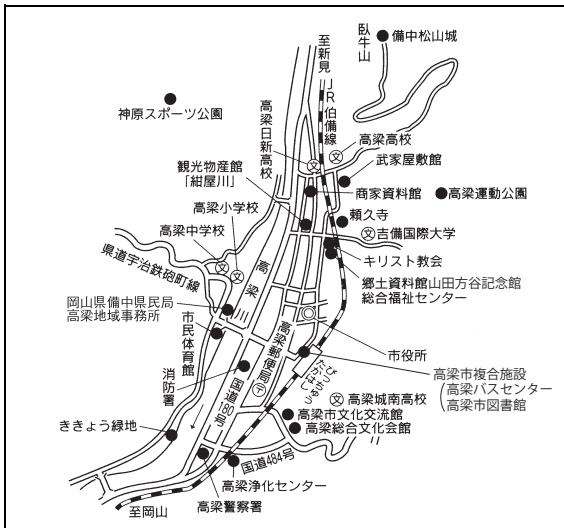 臥牛山
備中松山城
至新見
JR伯備線
神原スポーツ公園
高梁日新高校
文
文
高梁高校
武家屋敷館
観光物産館
「紺屋川」
商家資料館
高梁運動公園
高梁小学校
高梁中学校
文
文
頼久寺
文
吉備国際大学
キリスト教会
県道宇治鉄砲町線
高梁川
郷土資料館山田方谷記念館
総合福祉センター
岡山県備中県民局
高梁地域事務所
市民体育館
市役所
高梁郵便局
〒
びっちゅう
たかはし
高梁市複合施設
(高梁バスセンター
高梁市図書館)
消防署
国道180号
文
高梁城南高校
高梁市文化交流館
高梁総合文化会館
ききょう緑地
国道484号
高梁浄化センター
高梁警察署
至岡山